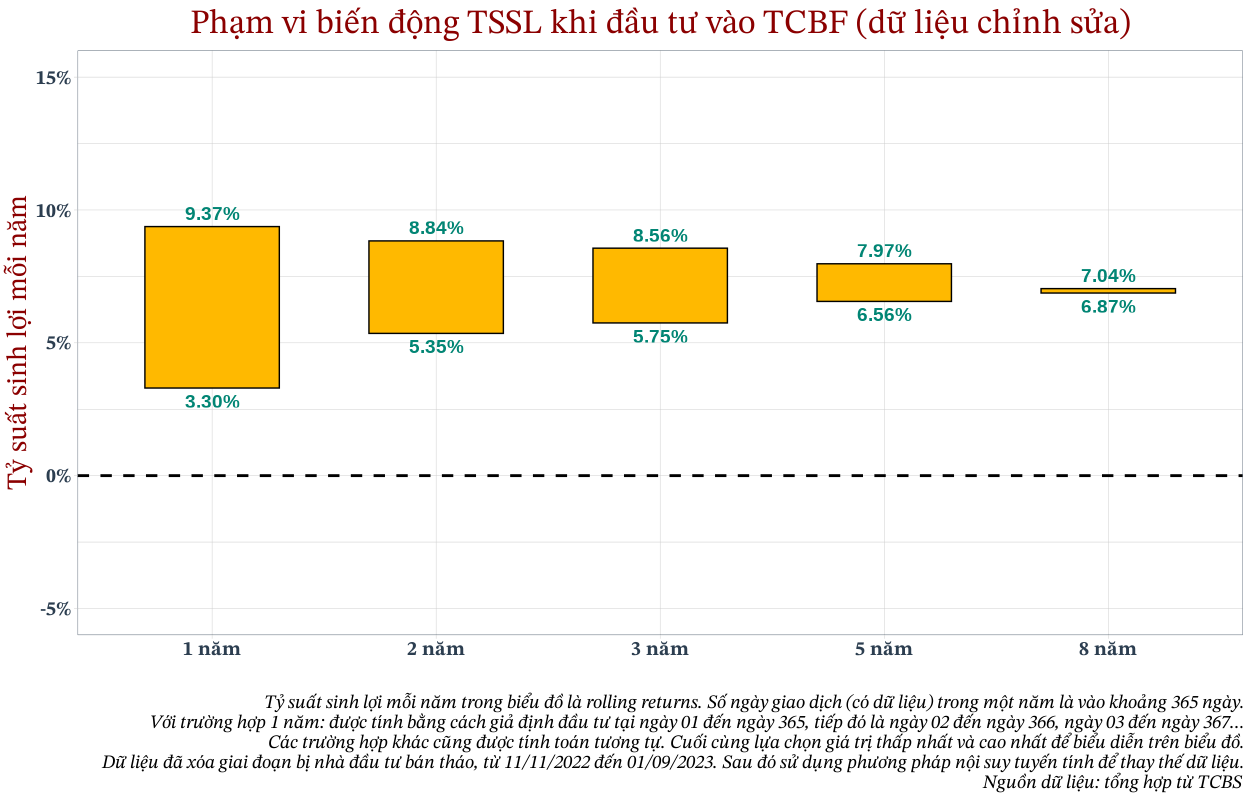 Phạm vi biến động TSSL khi đầu tư vào TCBF (dữ liệu chỉnh sửa)
Tỷ suất sinh lợi mỗi năm
15%
10%
5%
0%
-5%
9.37%
3.30%
8.84%
5.35%
8.56%
5.75%
7.97%
6.56%
7.04%
6.87%
1 năm
2 năm
3 năm
5 năm
8 năm
Tỷ suất sinh lợi mỗi năm trong biểu đồ là rolling returns. Số ngày giao dịch (có dữ liệu) trong một năm là vào khoảng 365 ngày.
Với trường hợp 1 năm: được tính bằng cách giả định đầu tư tại ngày 01 đến ngày 365, tiếp đó là ngày 02 đến ngày 366, ngày 03 đến ngày 367...
Các trường hợp khác cũng được tính toán tương tự. Cuối cùng lựa chọn giá trị thấp nhất và cao nhất để biểu diễn trên biểu đồ.
Dữ liệu đã xóa giai đoạn bị nhà đầu tư bán tháo, từ 11/11/2022 đến 01/09/2023. Sau đó sử dụng phương pháp nội suy tuyến tính để thay thế dữ liệu.
Nguồn dữ liệu: tổng hợp từ TCBS